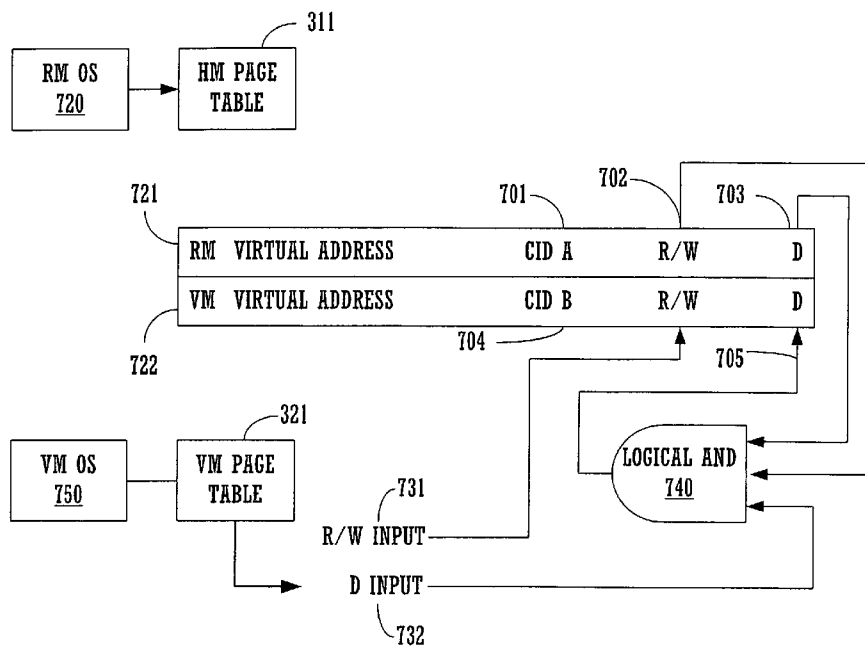 311
RM OS
720
HM PAGE
TABLE
721
701
702
703
RM VIRTUAL ADDRESS CID A R/W D
VM VIRTUAL ADDRESS CID B R/W D
722
704
705
321
VM OS
750
VM PAGE
TABLE
LOGICAL AND
740
731
R/W INPUT
D INPUT
732